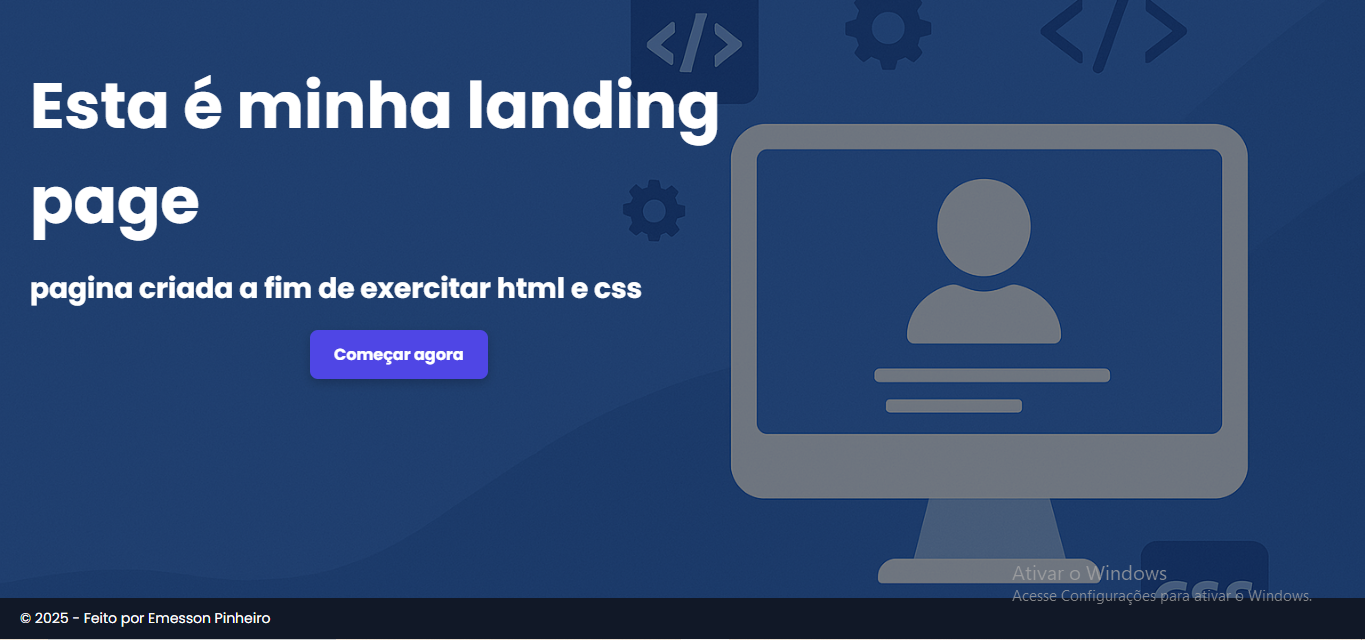 </>
</>
Esta é minha landing
page
pagina criada a fim de exercitar html e css
Começar agora
css
Ativar o Windows
Acesse Configurações para ativar o Windows.
© 2025 - Feito por Emesson Pinheiro